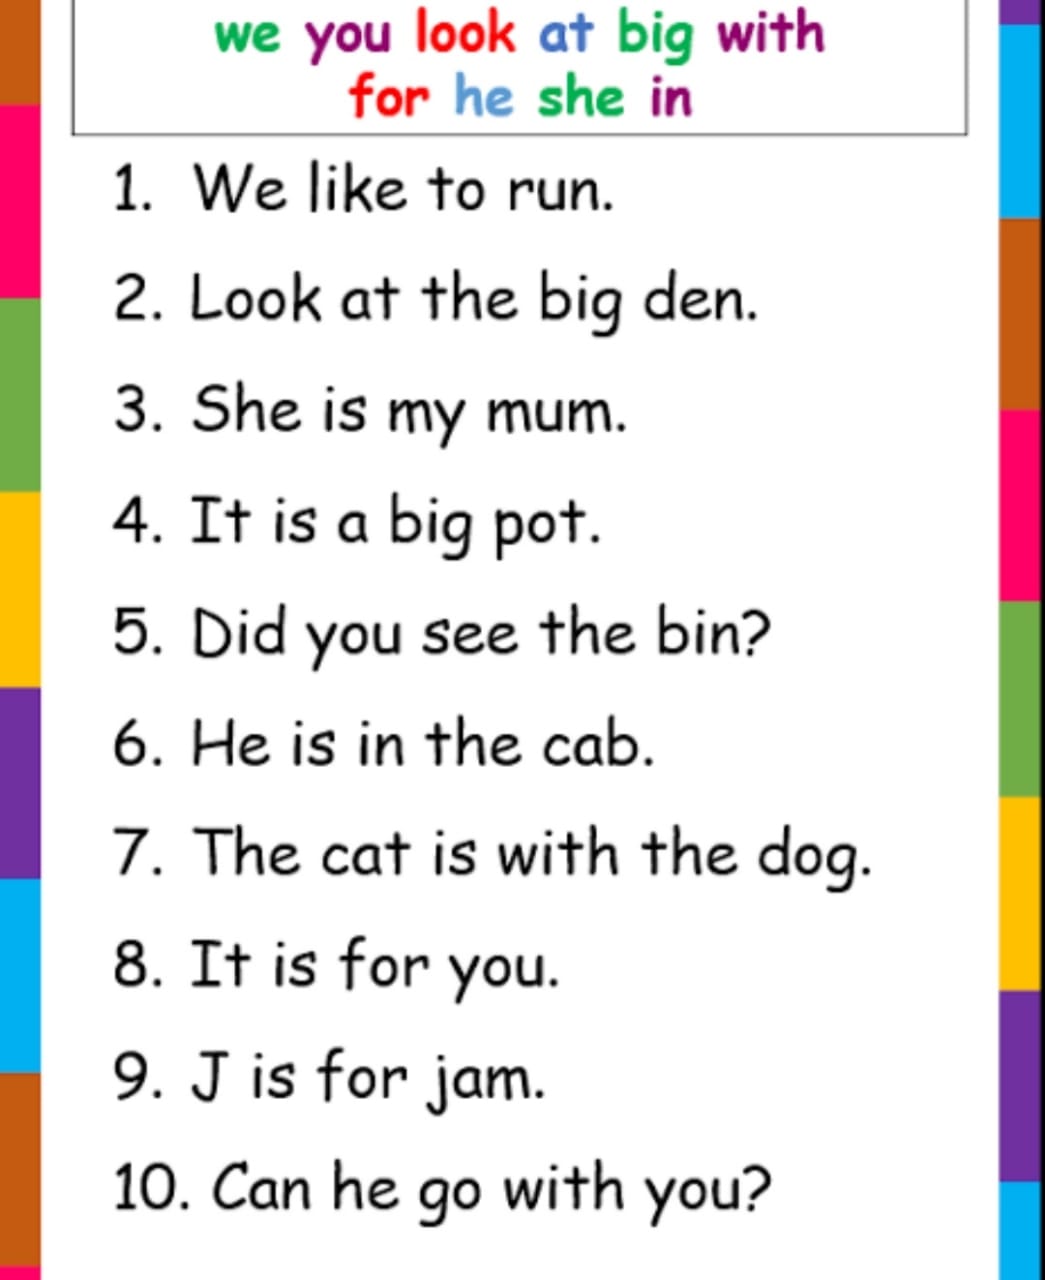 we you look at big with
for he she in
1. We like to run.
2. Look at the big den.
3. She is my mum.
4. It is a big pot.
5. Did you see the bin?
6. He is in the cab.
7. The cat is with the dog.
8. It is for you.
9. J is for jam.
10. Can he go with you?